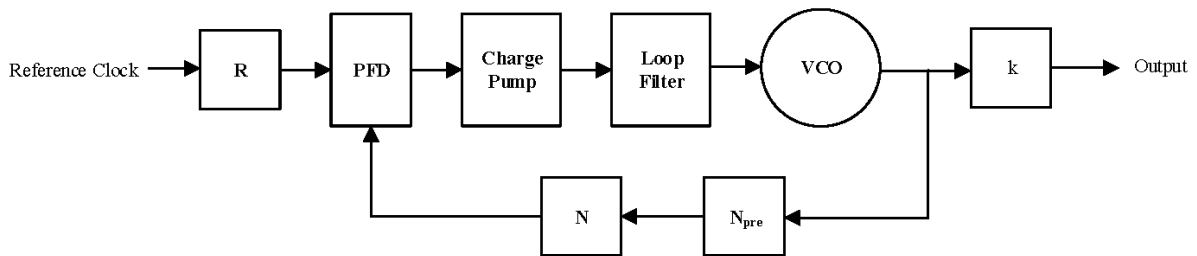 Reference Clock
R
PFD
Charge
Pump
Loop
Filter
VCO
k
Output
N
Npre